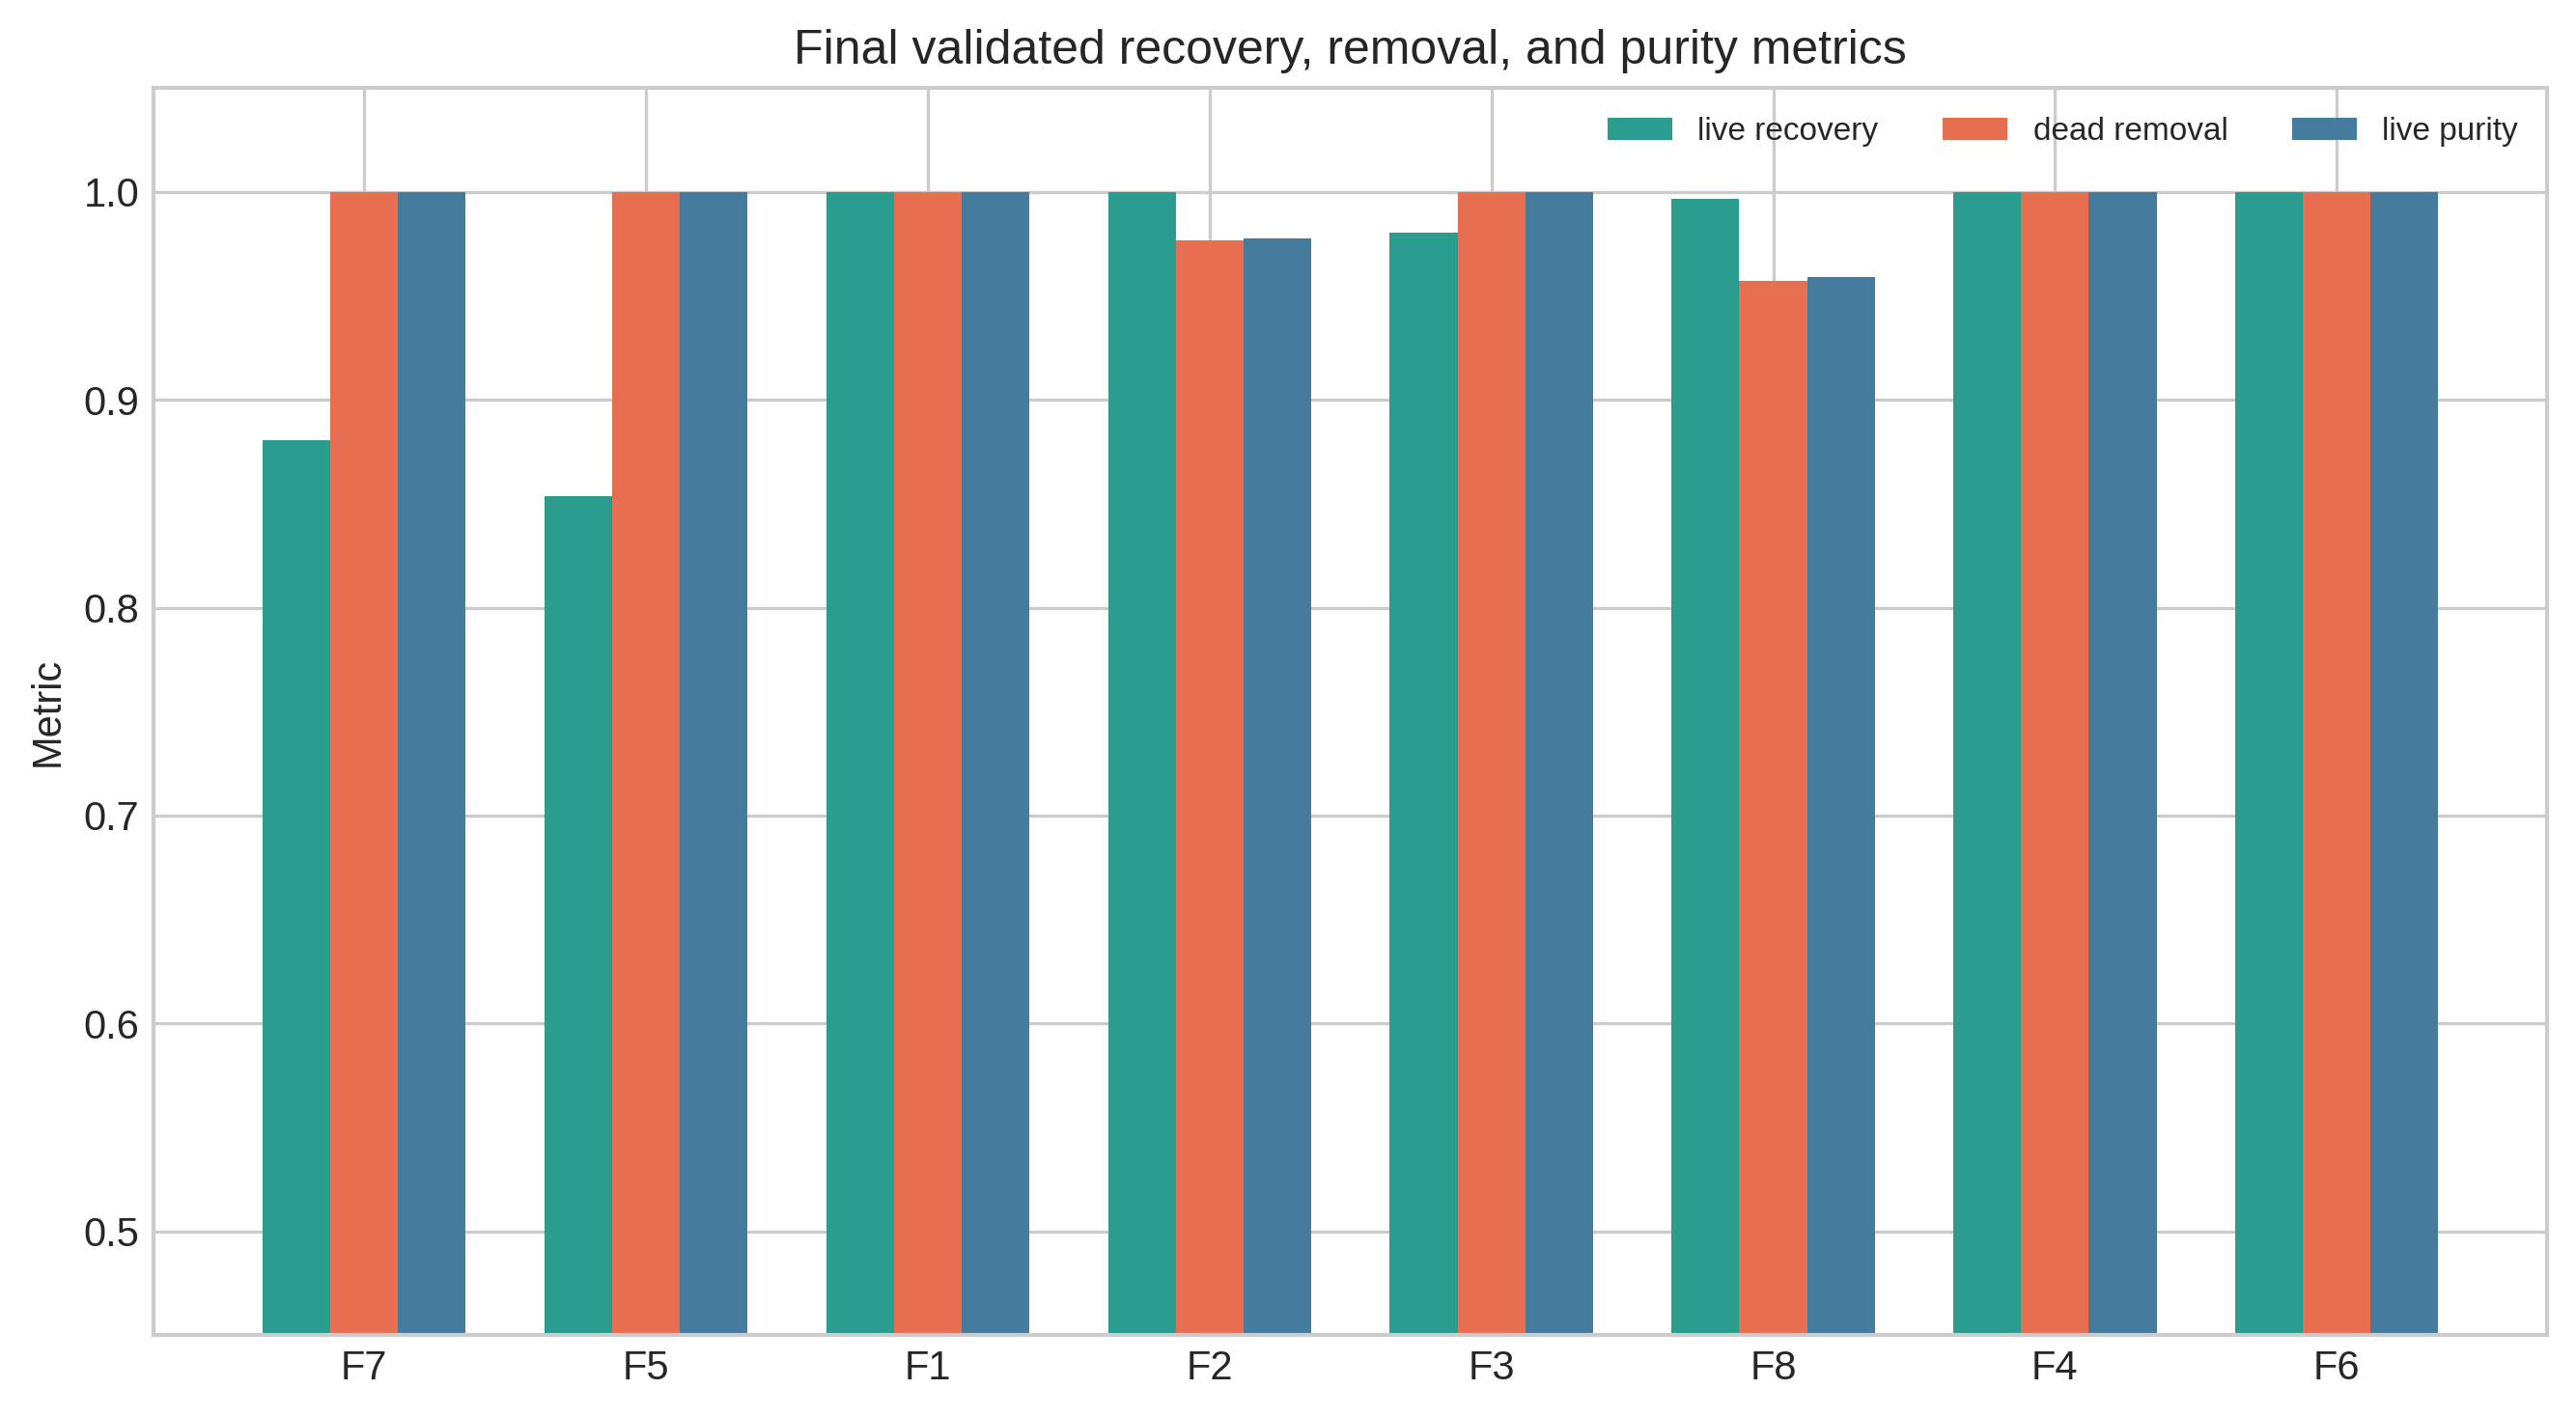 Final validated recovery, removal, and purity metrics
live recovery dead removal live purity
1.0
0.9
0.8
0.7
0.6
0.5
Metric
F7 F5 F1 F2 F3 F8 F4 F6